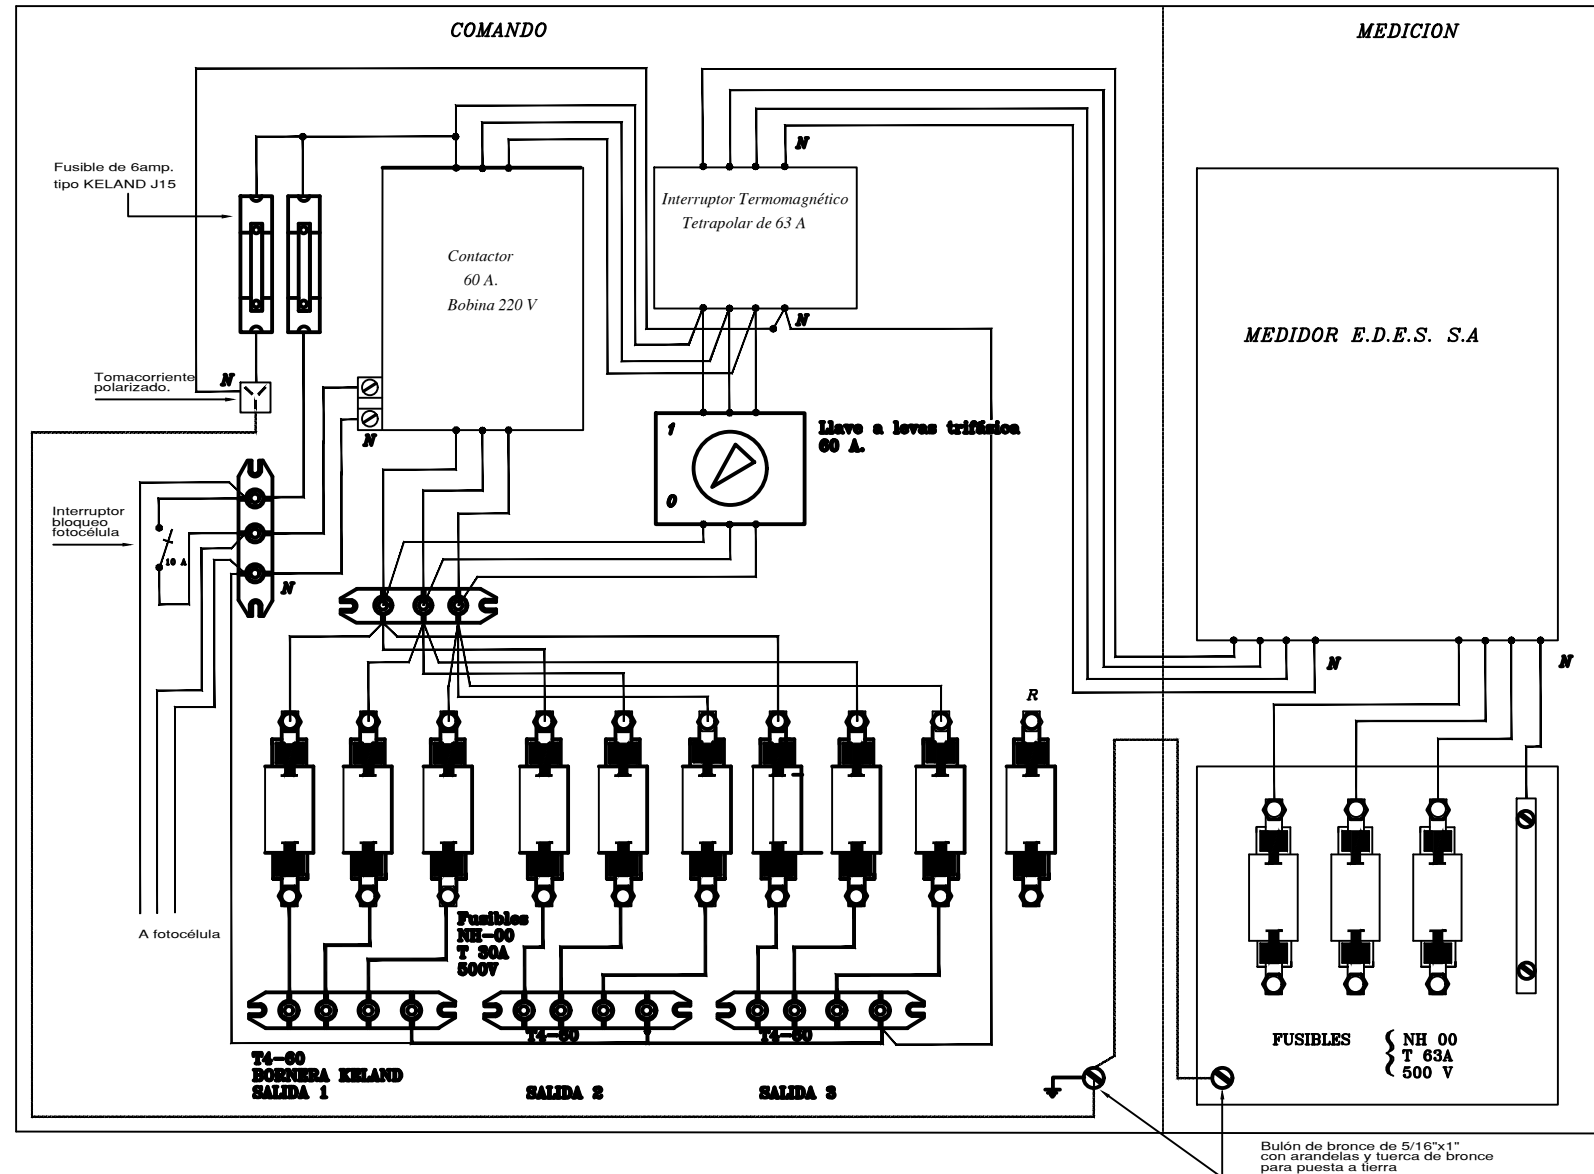 COMANDO
MEDICION
N
Fusible de 6amp.
tipo KELAND J15
Interruptor Termomagnético
Tetrapolar de 63 A
Contactor
60 A.
Bobina 220 V
N
MEDIDOR E.D.E.S. S.A
Tomacorriente
polarizado.
N
N
1
0
Llave a levas trifásica
60 A.
Interruptor
bloqueo
fotocélula
10 A
N
N
N
R
A fotocélula
Fusibles
NH-00
T 30A
500V
T4-60
T4-60
T4-60
BORNERA KELAND
SALIDA 1
SALIDA 2
SALIDA 3
FUSIBLES
NH 00
T 63A
500 V
Bulón de bronce de 5/16"x1"
con arandelas y tuerca de bronce
para puesta a tierra